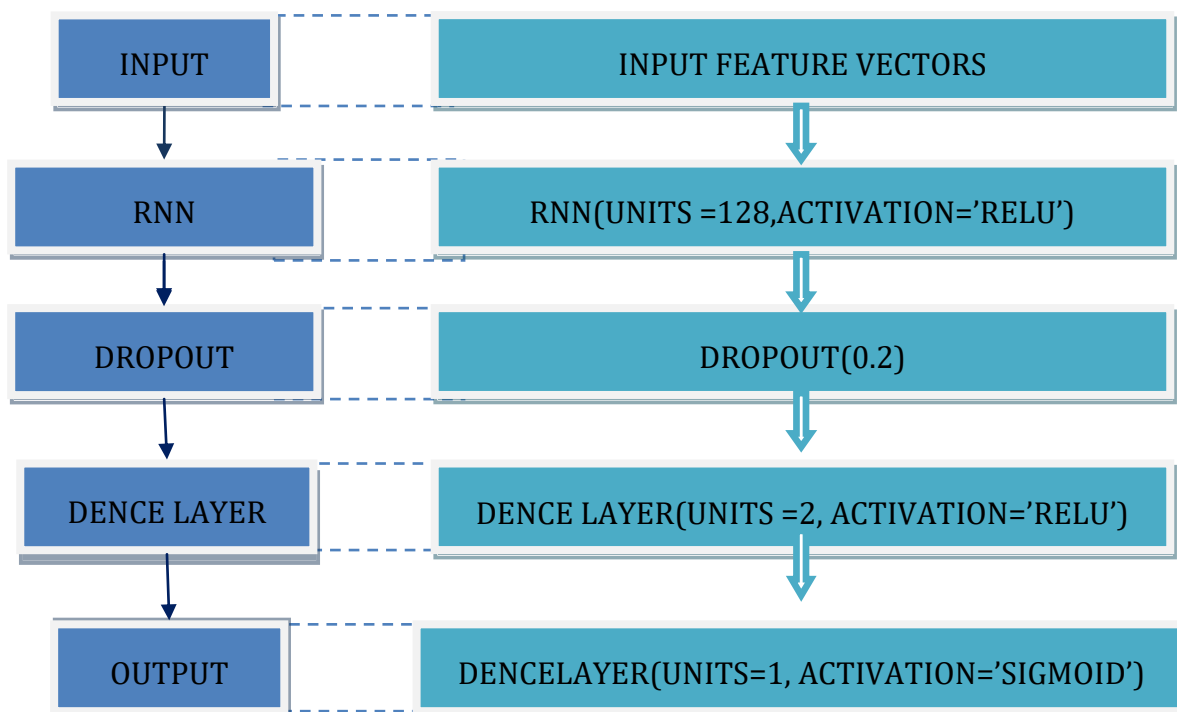 INPUT
INPUT FEATURE VECTORS
RNN
RNN(UNITS =128,ACTIVATION=’RELU’)
DROPOUT
DROPOUT(0.2)
DENCE LAYER
DENCE LAYER(UNITS =2, ACTIVATION=’RELU’)
OUTPUT
DENCELAYER(UNITS=1, ACTIVATION=’SIGMOID’)